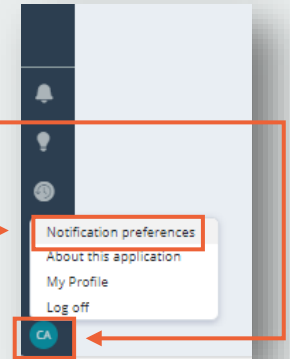 Notification preferences
About this application
My Profile
Log off
CA